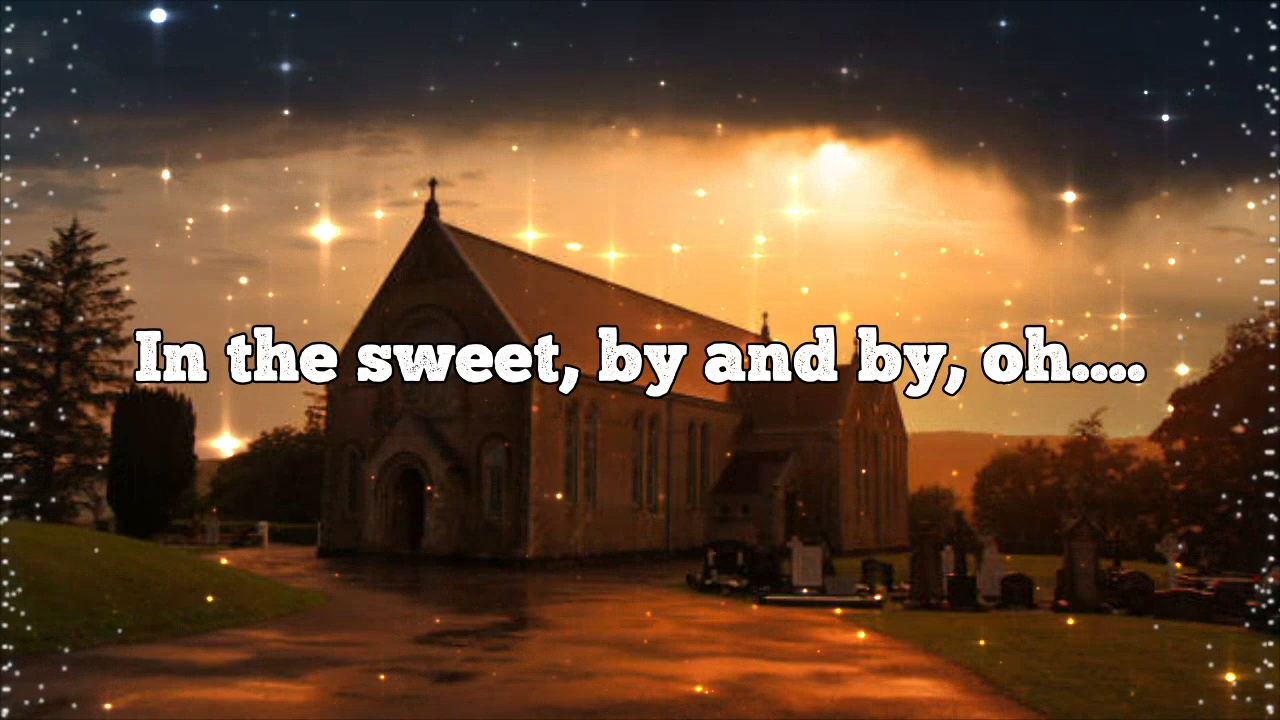 In the sweet, by and by, oh....